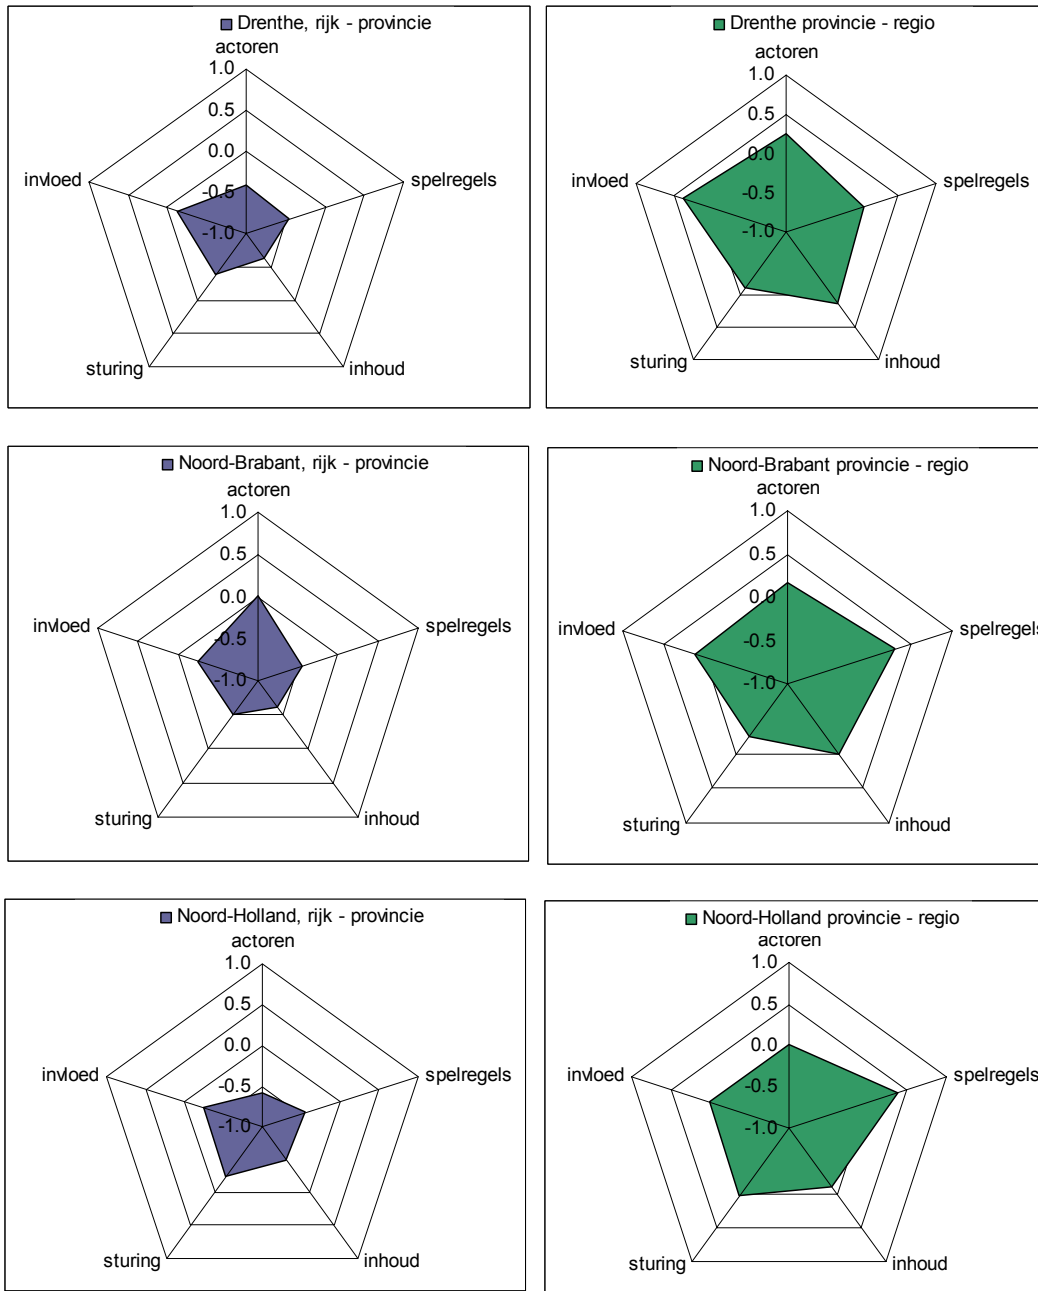 Drenthe, rijk - provincie
actoren
1.0
0.5
0.0
-0.5
-1.0
invloed
spelregels
sturing
inhoud
Drenthe provincie - regio
actoren
1.0
0.5
0.0
-0.5
-1.0
invloed
spelregels
sturing
inhoud
Noord-Brabant, rijk - provincie
actoren
1.0
0.5
0.0
-0.5
-1.0
invloed
spelregels
sturing
inhoud
Noord-Brabant provincie - regio
actoren
1.0
0.5
0.0
-0.5
-1.0
invloed
spelregels
sturing
inhoud
Noord-Holland, rijk - provincie
actoren
1.0
0.5
0.0
-0.5
-1.0
invloed
spelregels
sturing
inhoud
Noord-Holland provincie - regio
actoren
1.0
0.5
0.0
-0.5
-1.0
invloed
spelregels
sturing
inhoud